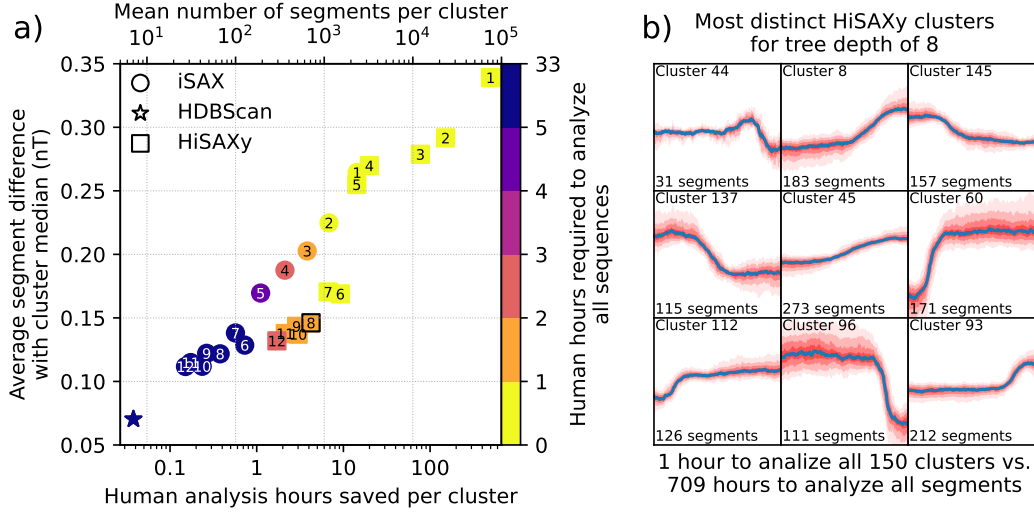 a)
Mean number of segments per cluster
10¹ 10² 10³ 10⁴ 10⁵
Average segment difference
with cluster median (nT)
0.35
0.30
0.25
0.20
0.15
0.10
0.05
iSAX
HDBScan
HiSAXy
1
2
3
4
1
5
2
3
4
5
7 6
8
9
11 10
12
7
6
9 8
11
12 10
0.1 1 10 100
Human analysis hours saved per cluster
33
5
4
3
2
1
0
Human hours required to analyze
all sequences
b)
Most distinct HiSAXy clusters
for tree depth of 8
Cluster 44 Cluster 8 Cluster 145
31 segments 183 segments 157 segments
Cluster 137 Cluster 45 Cluster 60
115 segments 273 segments 171 segments
Cluster 112 Cluster 96 Cluster 93
126 segments 111 segments 212 segments
1 hour to analize all 150 clusters vs.
709 hours to analyze all segments